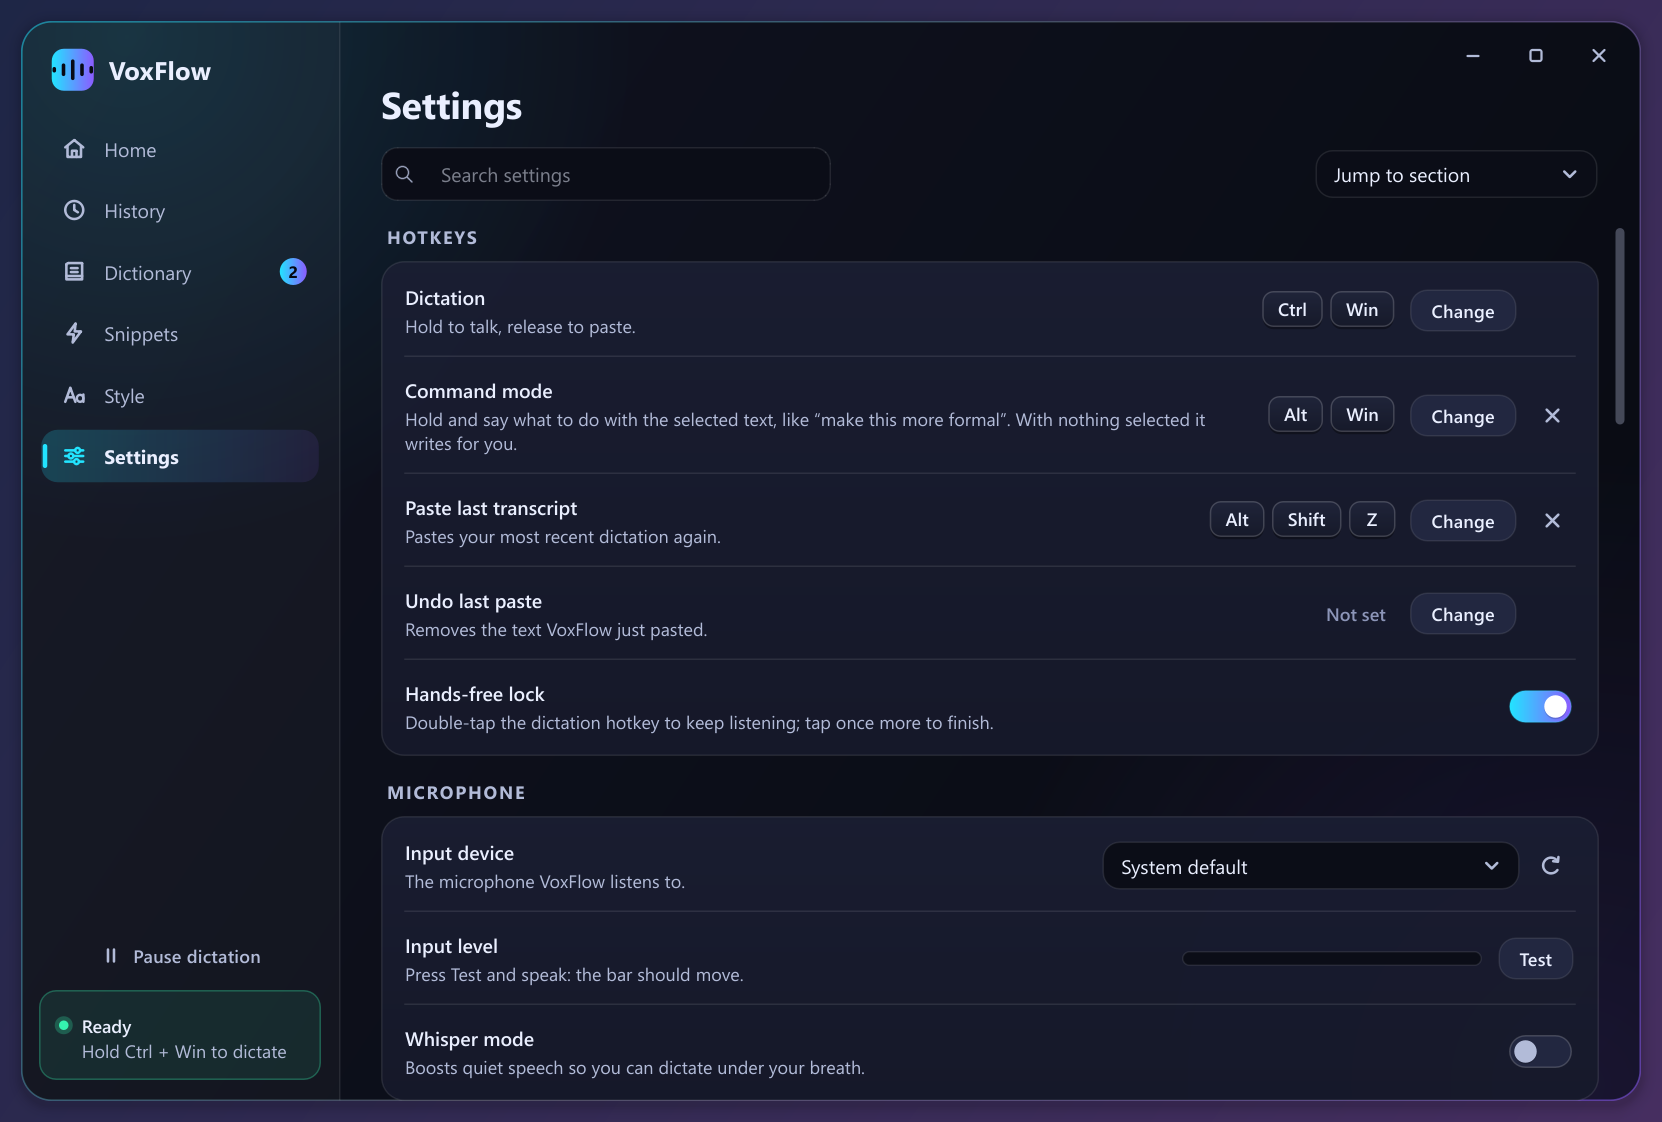 VoxFlow
Home
History
Dictionary 2
Snippets
Style
Settings
Pause dictation
Ready
Hold Ctrl + Win to dictate
Settings
Search settings
Jump to section
HOTKEYS
Dictation
Hold to talk, release to paste.
Ctrl Win Change
Command mode
Hold and say what to do with the selected text, like “make this more formal”. With nothing selected it
writes for you.
Alt Win Change
Paste last transcript
Pastes your most recent dictation again.
Alt Shift Z Change
Undo last paste
Removes the text VoxFlow just pasted.
Not set Change
Hands-free lock
Double-tap the dictation hotkey to keep listening; tap once more to finish.
MICROPHONE
Input device
The microphone VoxFlow listens to.
System default
Input level
Press Test and speak: the bar should move.
Test
Whisper mode
Boosts quiet speech so you can dictate under your breath.